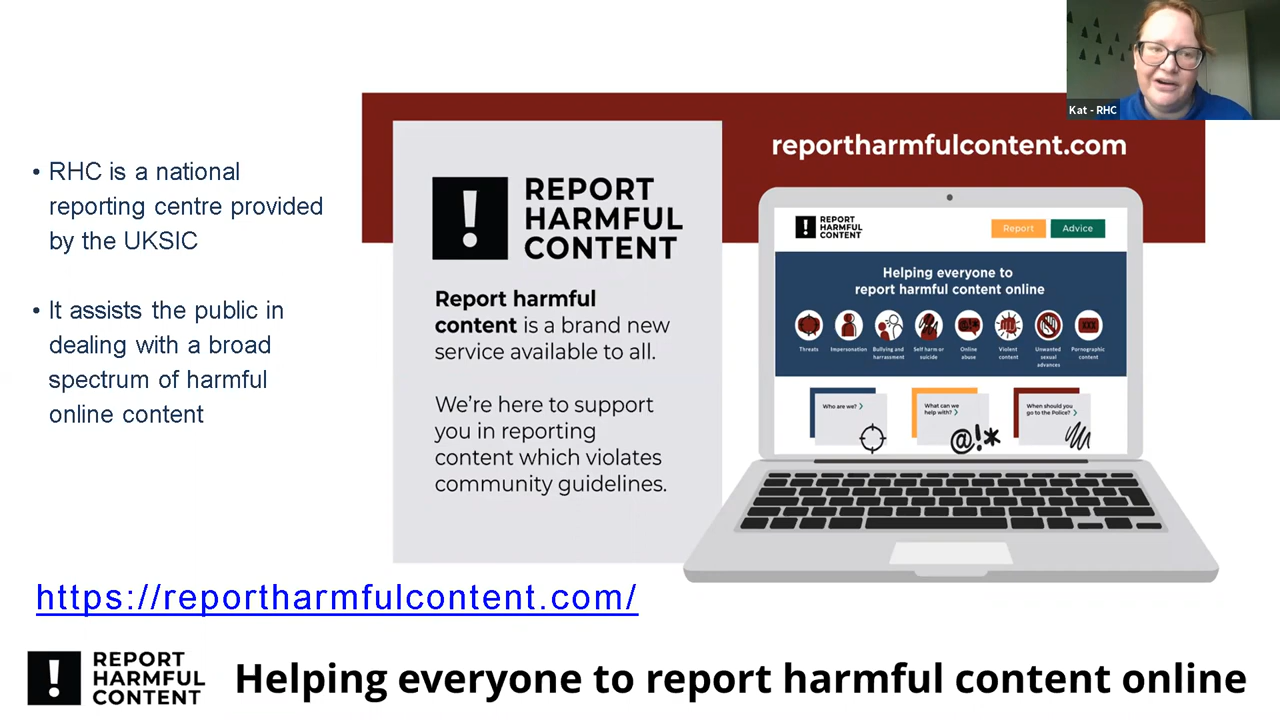 Kat - RHC
• RHC is a national
reporting centre provided
by the UKSIC
• It assists the public in
dealing with a broad
spectrum of harmful
online content
REPORT
HARMFUL
CONTENT
Report harmful
content is a brand new
service available to all.
We're here to support
you in reporting
content which violates
community guidelines.
reportharmfulcontent.com
REPORT
HARMFUL
CONTENT
Report
Advice
Helping everyone to
report harmful content online
Threats
Impersonation
Bullying and
harrassment
Self harm or
suicide
Online
abuse
Violent
content
Unwanted
sexual
advances
XXX
Pornographic
content
Who are we? >
What can we
help with? >
When should you
go to the Police? >
@!*
https://reportharmfulcontent.com/
REPORT
HARMFUL
CONTENT
Helping everyone to report harmful content online